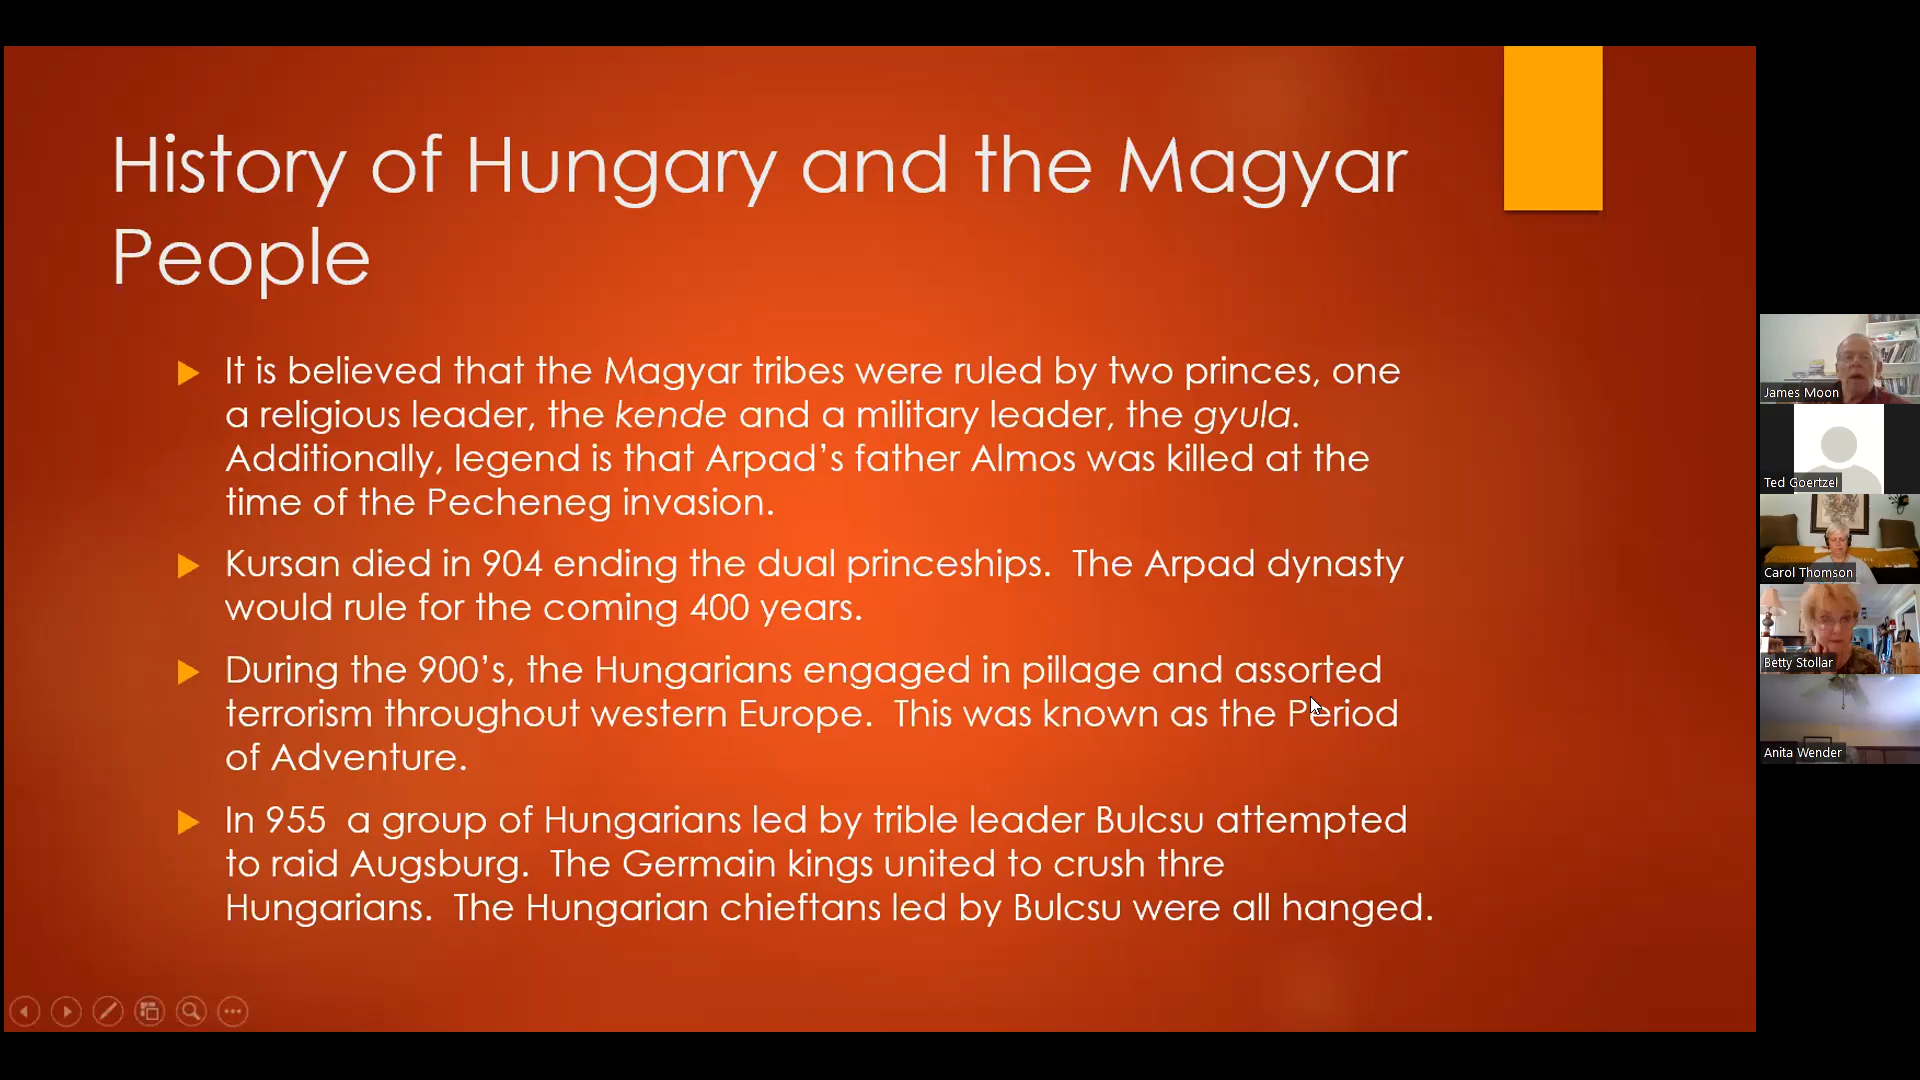 History of Hungary and the Magyar
People
It is believed that the Magyar tribes were ruled by two princes, one
a religious leader, the kende and a military leader, the gyula.
Additionally, legend is that Arpad’s father Almos was killed at the
time of the Pecheneg invasion.
Kursan died in 904 ending the dual princeships.  The Arpad dynasty
would rule for the coming 400 years.
During the 900’s, the Hungarians engaged in pillage and assorted
terrorism throughout western Europe.  This was known as the Period
of Adventure.
In 955  a group of Hungarians led by trible leader Bulcsu attempted
to raid Augsburg.  The Germain kings united to crush thre
Hungarians.  The Hungarian chieftans led by Bulcsu were all hanged.
James Moon
Ted Goertzel
Carol Thomson
Betty Stollar
Anita Wender